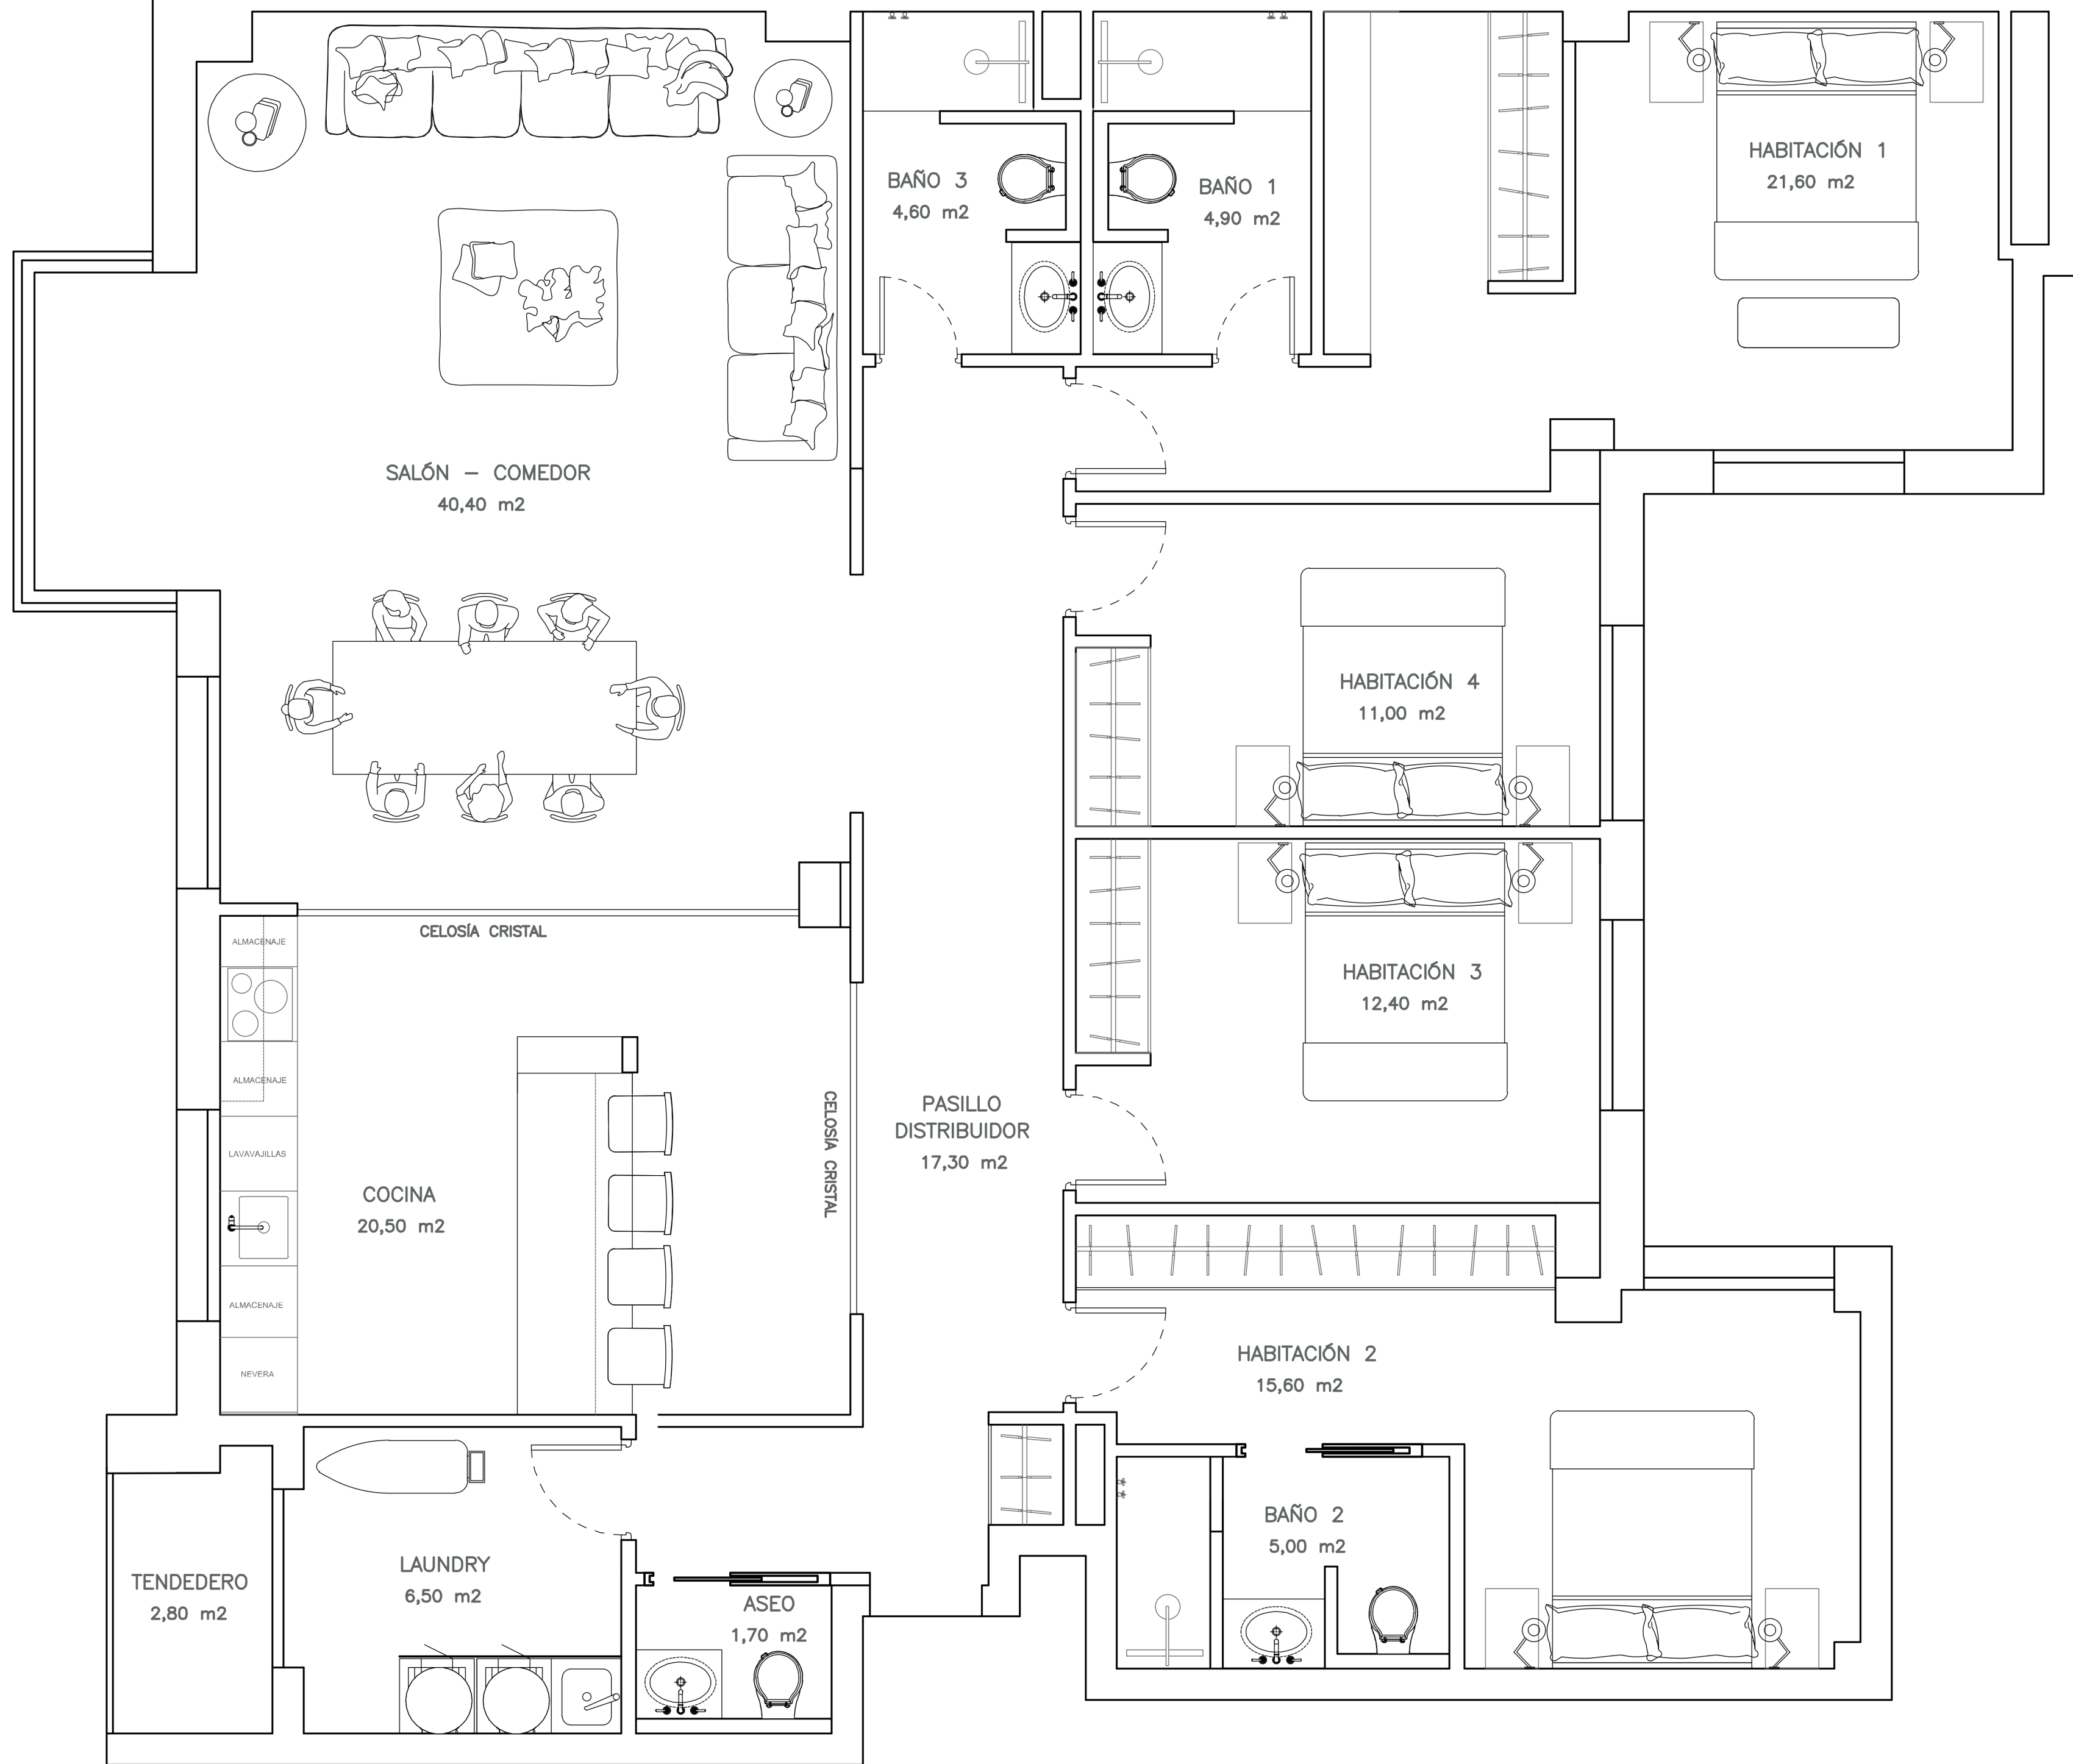 HABITACIÓN 1
21,60 m2
BAÑO 3
4,60 m2
BAÑO 1
4,90 m2
SALÓN - COMEDOR
40,40 m2
HABITACIÓN 4
11,00 m2
CELOSÍA CRISTAL
ALMACENAJE
HABITACIÓN 3
12,40 m2
ALMACENAJE
CELOSÍA CRISTAL
PASILLO
DISTRIBUIDOR
17,30 m2
LAVAVAJILLAS
COCINA
20,50 m2
ALMACENAJE
NEVERA
HABITACIÓN 2
15,60 m2
BAÑO 2
5,00 m2
LAUNDRY
6,50 m2
TENDEDERO
2,80 m2
ASEO
1,70 m2